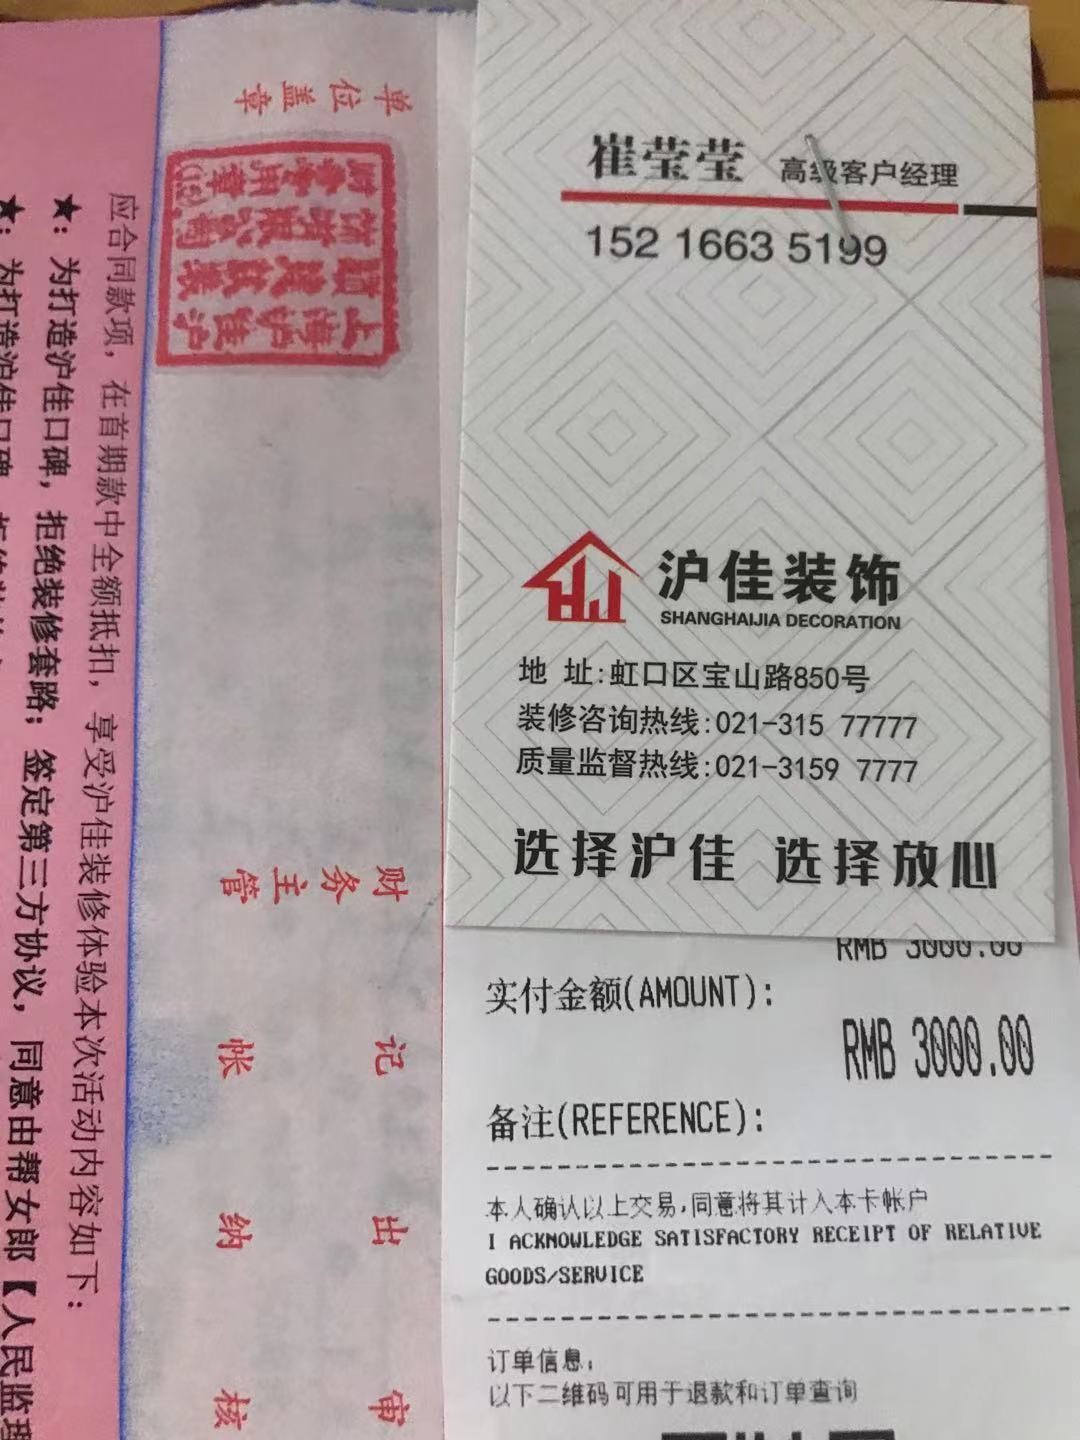 崔莹莹 高级客户经理
152 1663 5199
沪佳装饰
SHANGHAIJIA DECORATION
地 址:虹口区宝山路850号
装修咨询热线:021-315 77777
质量监督热线:021-3159 7777
选择沪佳 选择放心
RMB 3000.00
实付金额(AMOUNT):
RMB 3000.00
备注(REFERENCE):
本人确认以上交易,同意将其计入本卡帐户
I ACKNOWLEDGE SATISFACTORY RECEIPT OF RELATIVE
GOODS/SERVICE
订单信息:
以下二维码可用于退款和订单查询
单位盖章
财务主管
记帐
出纳
审核
应合同款项，在首期款中全额抵扣，享受沪佳装修体验本次活动内容如下：
★：为打造沪佳口碑，拒绝装修套路；签定第三方协议，同意由帮女郎【人民监理
★：为打造沪佳口碑